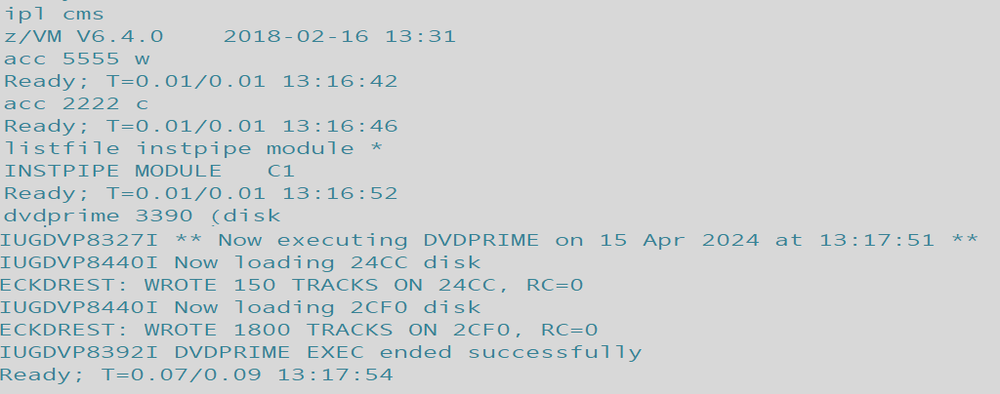 ipl cms
z/VM V6.4.0    2018-02-16 13:31
acc 5555 w
Ready; T=0.01/0.01 13:16:42
acc 2222 c
Ready; T=0.01/0.01 13:16:46
listfile instpipe module *
INSTPIPE MODULE   C1
Ready; T=0.01/0.01 13:16:52
dvdprime 3390 (disk
IUGDVP8327I ** Now executing DVDPRIME on 15 Apr 2024 at 13:17:51 **
IUGDVP8440I Now loading 24CC disk
ECKDREST: WROTE 150 TRACKS ON 24CC, RC=0
IUGDVP8440I Now loading 2CF0 disk
ECKDREST: WROTE 1800 TRACKS ON 2CF0, RC=0
IUGDVP8392I DVDPRIME EXEC ended successfully
Ready; T=0.07/0.09 13:17:54